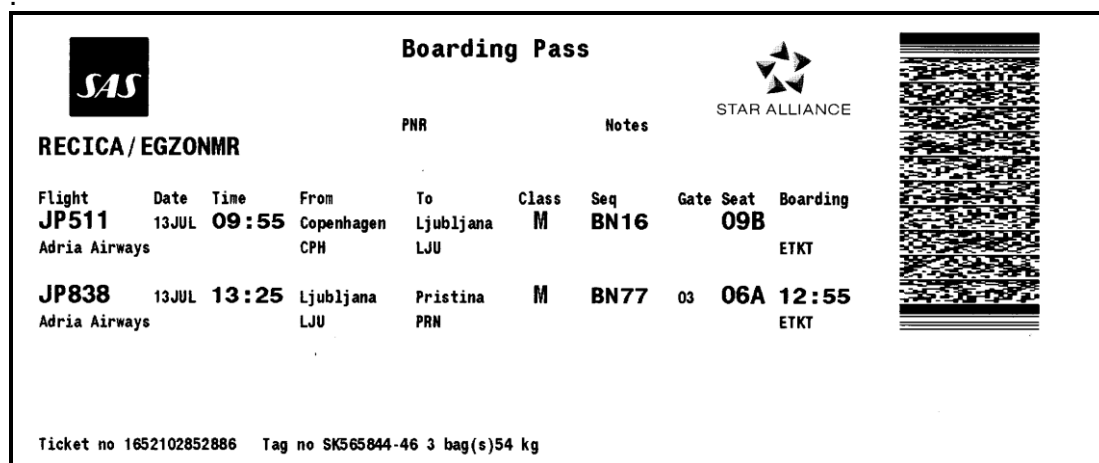 .
Boarding Pass
SAS
STAR ALLIANCE
PNR Notes
RECICA/EGZONMR
Flight Date Time From To Class Seq Gate Seat Boarding
JP511 13JUL 09:55 Copenhagen Ljubljana M BN16 09B
Adria Airways CPH LJU ETKT
JP838 13JUL 13:25 Ljubljana Pristina M BN77 03 06A 12:55
Adria Airways LJU PRN ETKT
Ticket no 1652102852886 Tag no SK565844-46 3 bag(s)54 kg